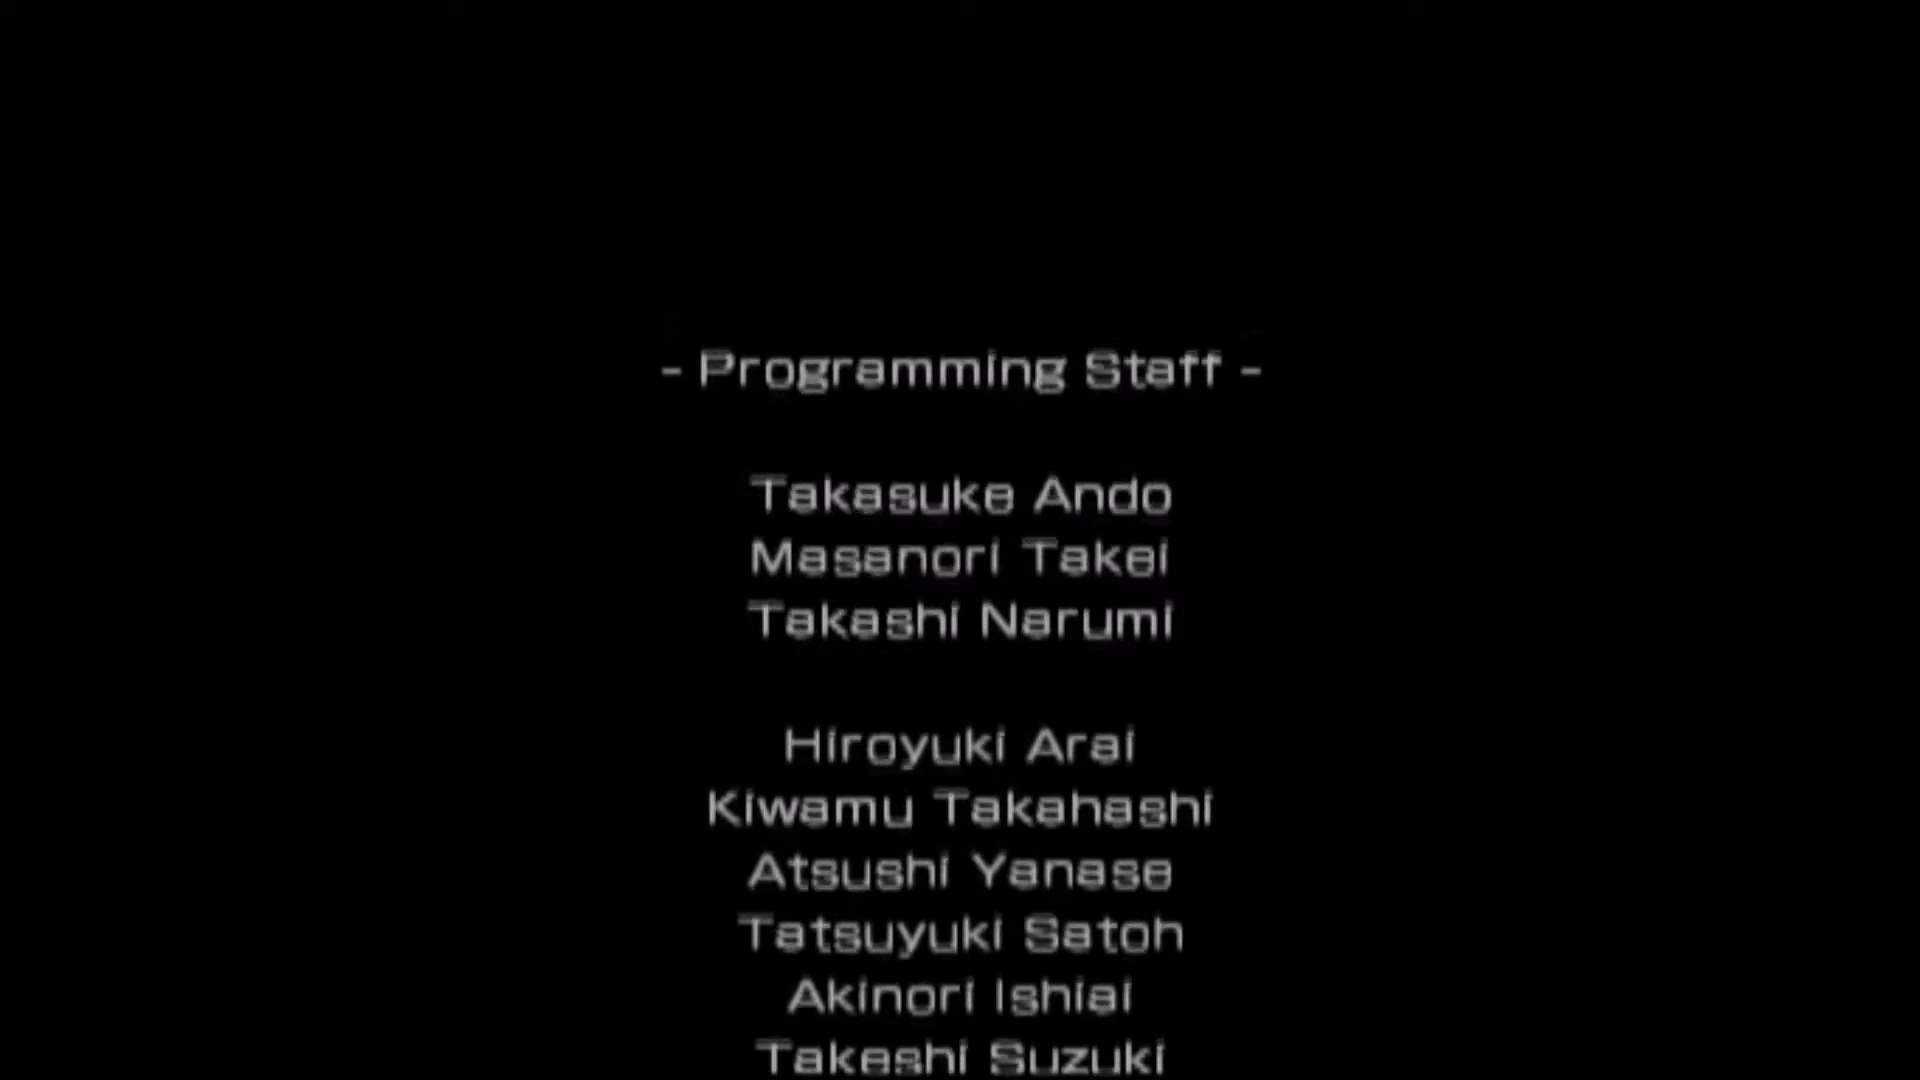 - Programming Staff -
Takasuke Ando
Masanori Takei
Takashi Narumi
Hiroyuki Arai
Kiwamu Takahashi
Atsushi Yanase
Tatsuyuki Satoh
Akinori Ishiai
Takeshi Suzuki